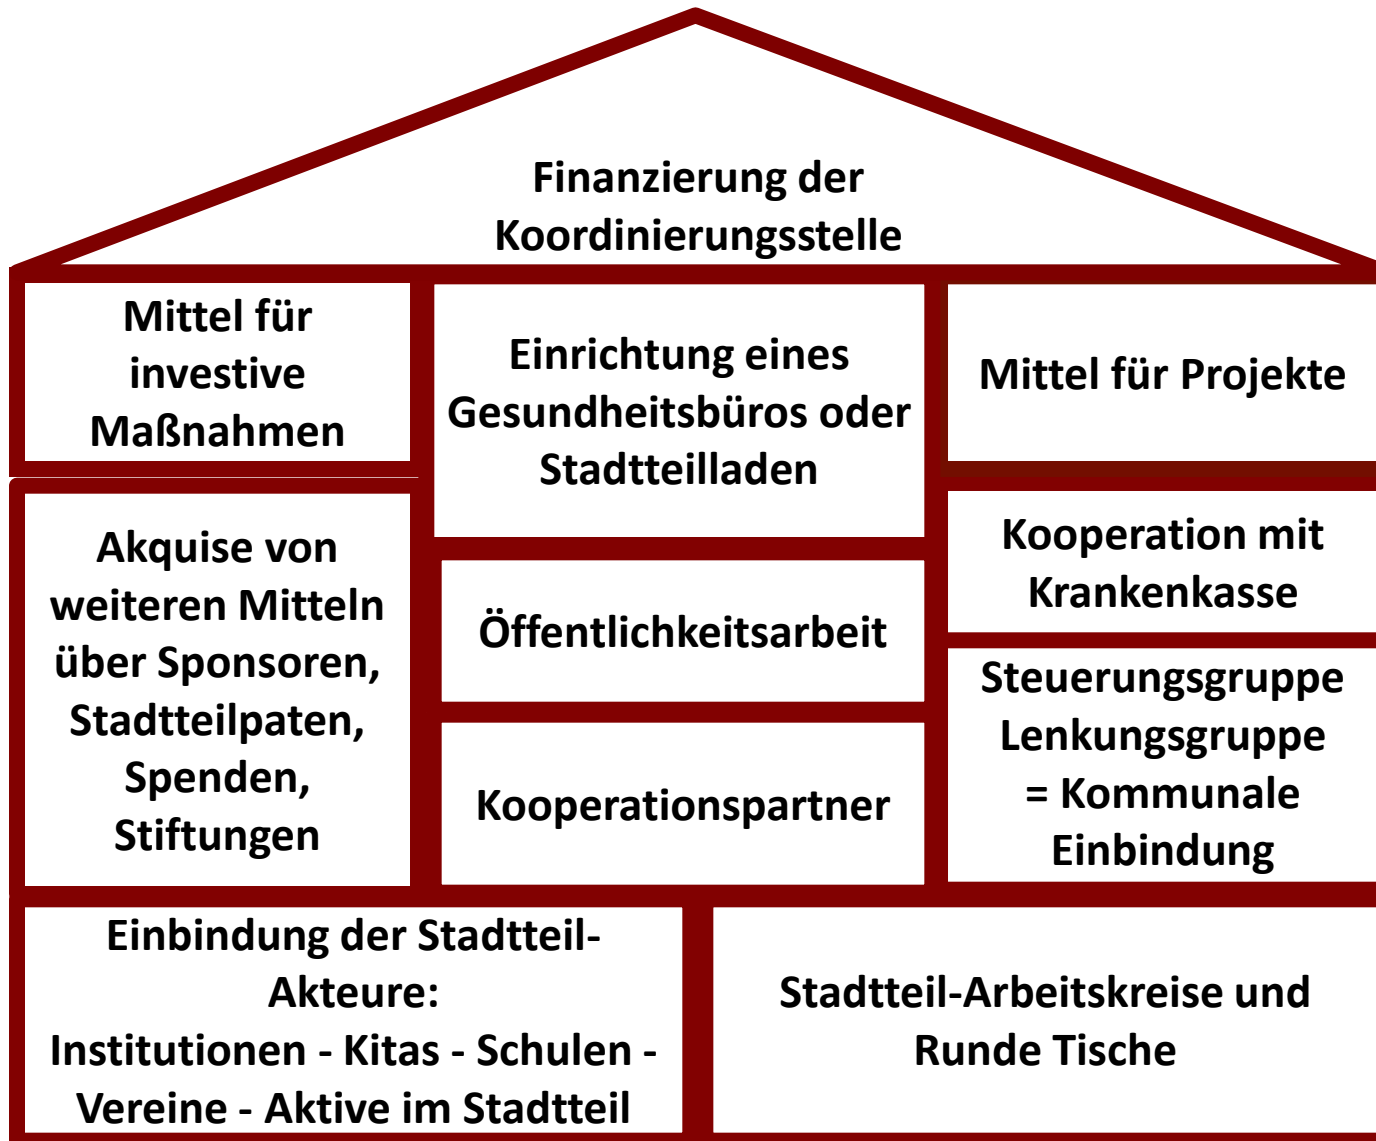 Finanzierung der
Koordinierungsstelle
Mittel für
investive
Maßnahmen
Einrichtung eines
Gesundheitsbüros oder
Stadtteilladen
Mittel für Projekte
Akquise von
weiteren Mitteln
über Sponsoren,
Stadtteilpaten,
Spenden,
Stiftungen
Öffentlichkeitsarbeit
Kooperationspartner
Kooperation mit
Krankenkasse
Steuerungsgruppe
Lenkungsgruppe
= Kommunale
Einbindung
Einbindung der Stadtteil-
Akteure:
Institutionen - Kitas - Schulen -
Vereine - Aktive im Stadtteil
Stadtteil-Arbeitskreise und
Runde Tische